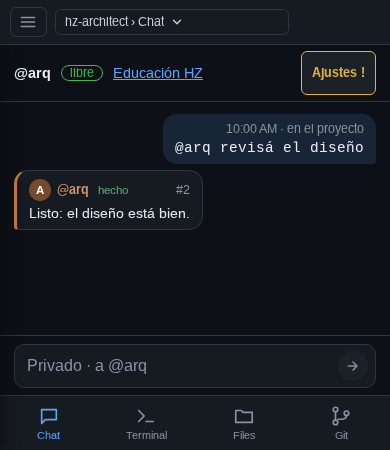 hz-architect › Chat
@arq libre Educación HZ Ajustes !
10:00 AM · en el proyecto
@arq revisá el diseño
A @arq hecho #2
Listo: el diseño está bien.
Privado · a @arq
Chat Terminal Files Git